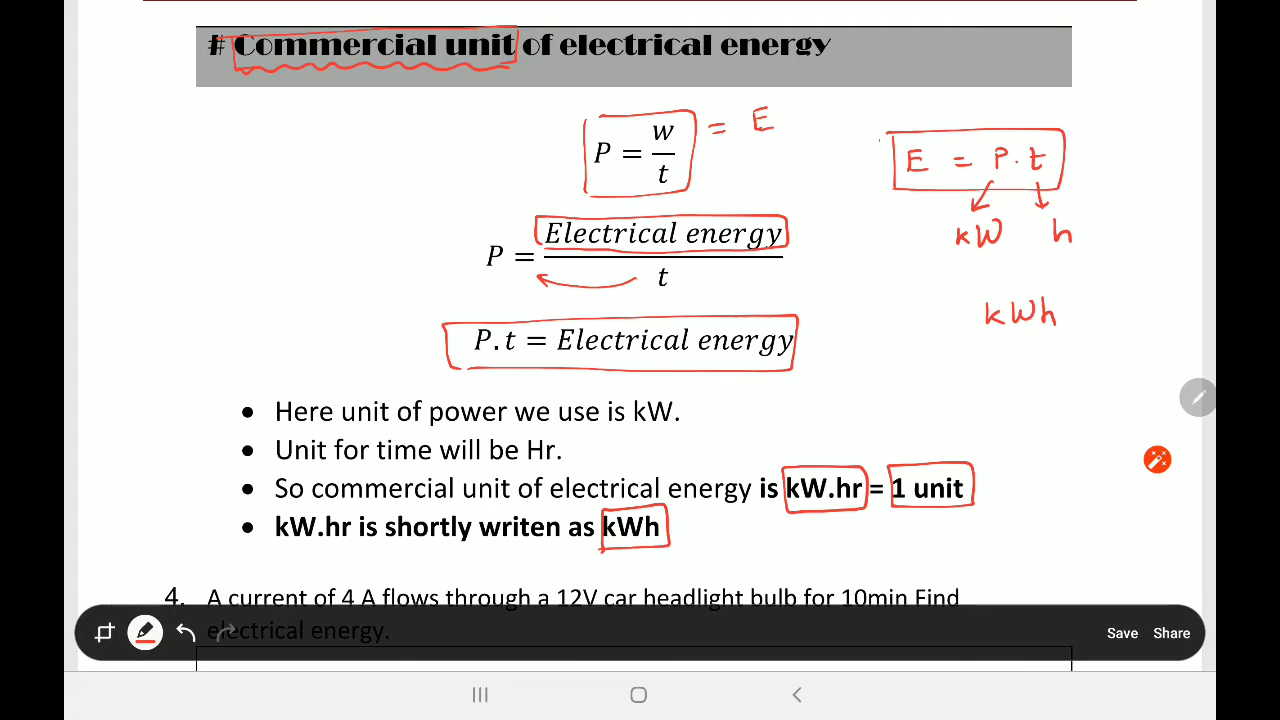 # Commercial unit of electrical energy
P = w/t = E
E = P. t
kW h
P = Electrical energy/t
kWh
P. t = Electrical energy
• Here unit of power we use is kW.
• Unit for time will be Hr.
• So commercial unit of electrical energy is kW.hr = 1 unit
• kW.hr is shortly writen as kWh
4. A current of 4 A flows through a 12V car headlight bulb for 10min Find
electrical energy.
Save Share